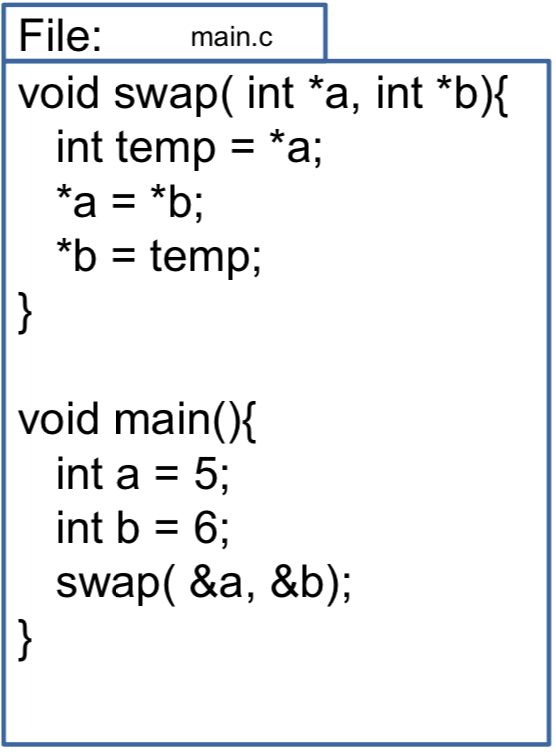 File: main.c
void swap( int *a, int *b){
int temp = *a;
*a = *b;
*b = temp;
}
void main(){
int a = 5;
int b = 6;
swap( &a, &b);
}